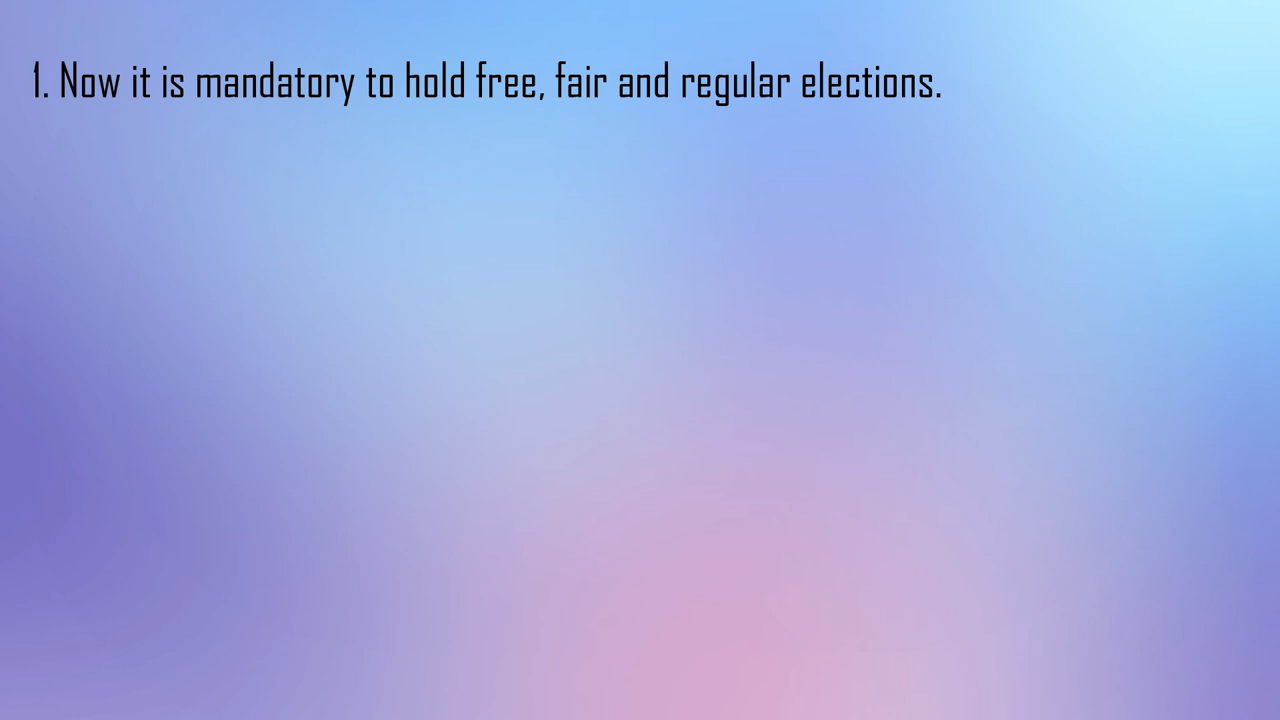 1. Now it is mandatory to hold free, fair and regular elections.